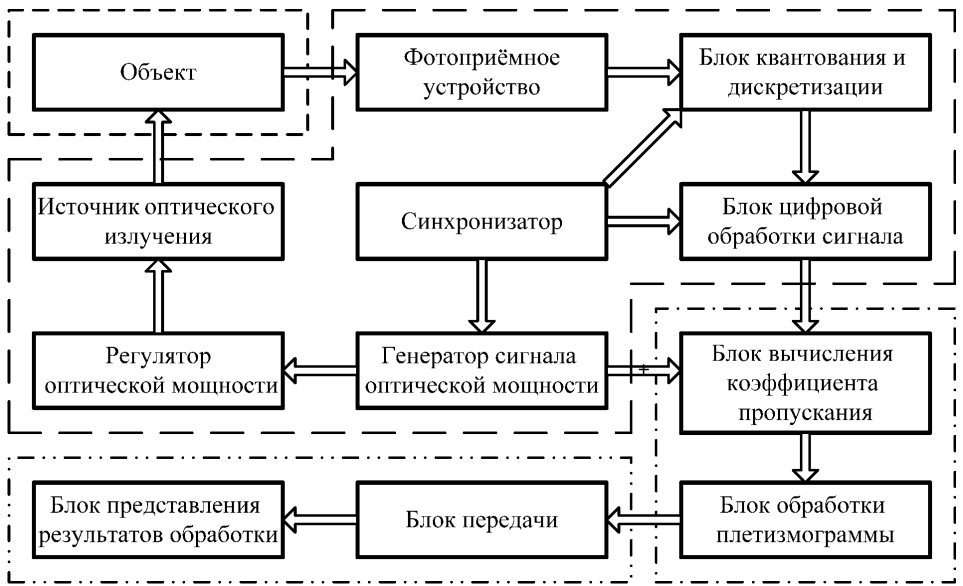 Объект
Фотоприёмное
устройство
Блок квантования и
дискретизации
Источник оптического
излучения
Синхронизатор
Блок цифровой
обработки сигнала
Регулятор
оптической мощности
Генератор сигнала
оптической мощности
Блок вычисления
коэффициента
пропускания
Блок представления
результатов обработки
Блок передачи
Блок обработки
плетизмограммы